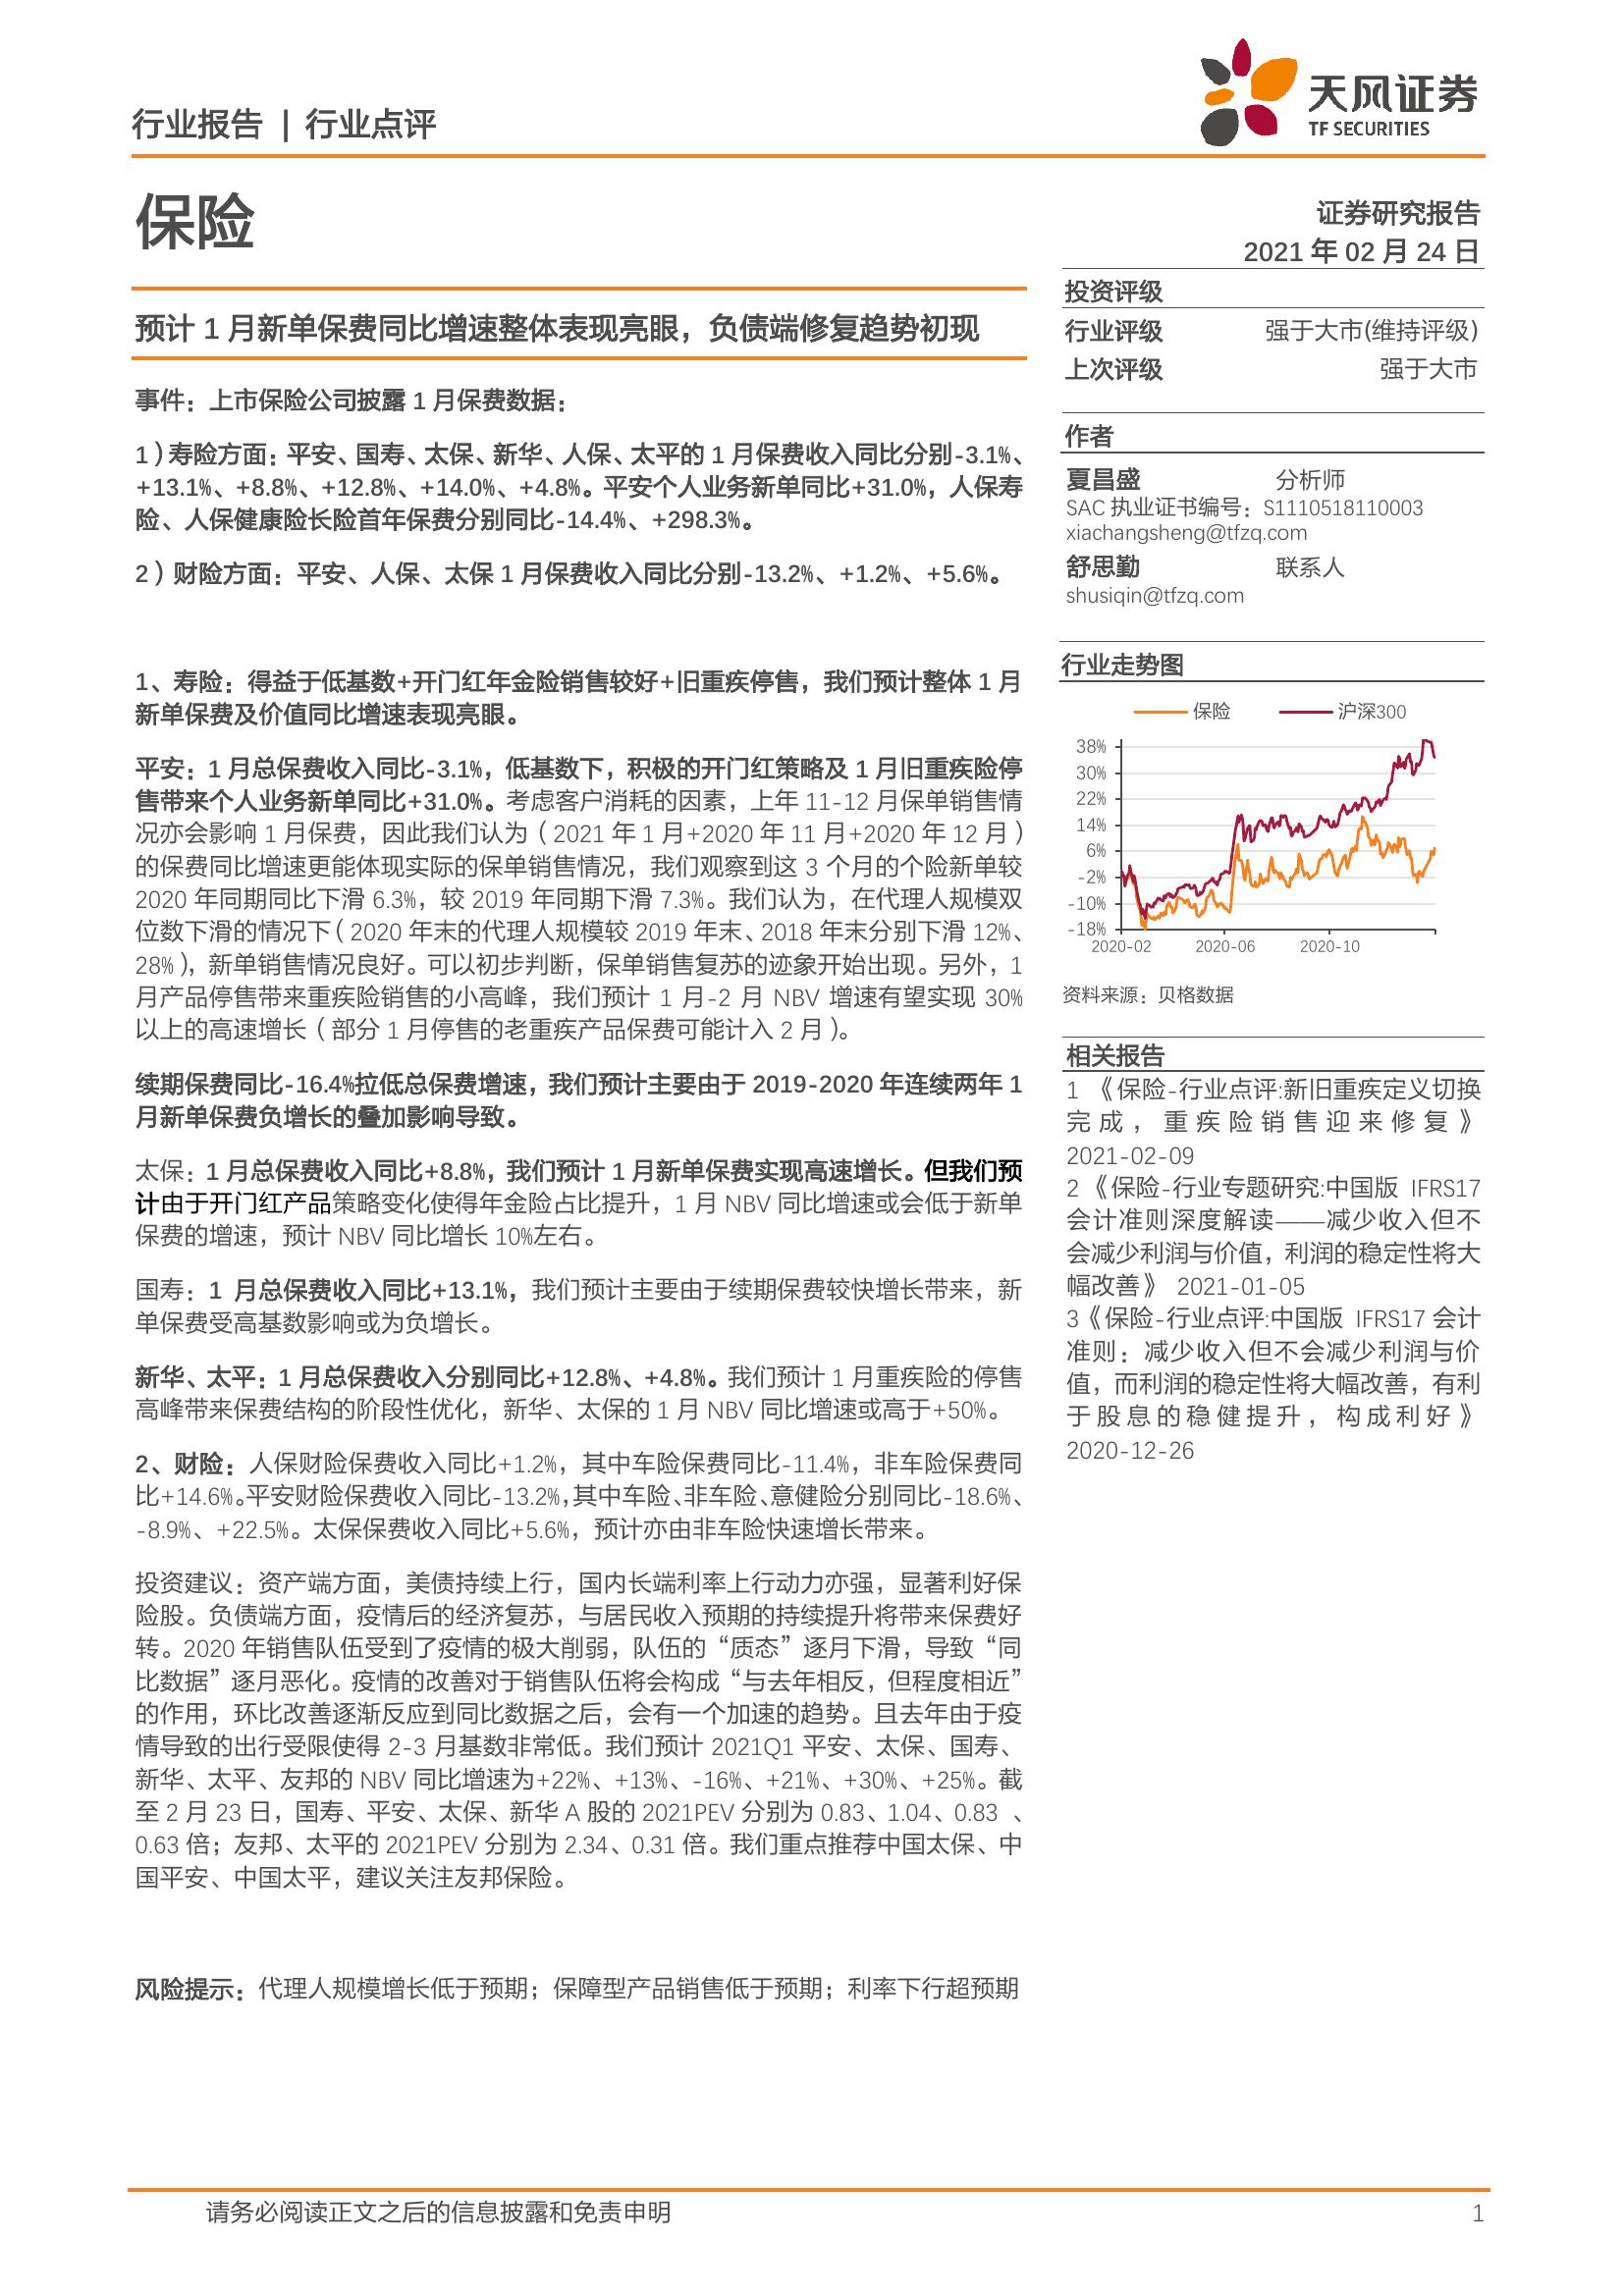 行业报告 | 行业点评
天风证券
TF SECURITIES
保险
证券研究报告
2021 年 02 月 24 日
预计 1 月新单保费同比增速整体表现亮眼，负债端修复趋势初现
事件：上市保险公司披露 1 月保费数据：
1）寿险方面：平安、国寿、太保、新华、人保、太平的 1 月保费收入同比分别-3.1%、
+13.1%、+8.8%、+12.8%、+14.0%、+4.8%。平安个人业务新单同比+31.0%，人保寿
险、人保健康险长险首年保费分别同比-14.4%、+298.3%。
2）财险方面：平安、人保、太保 1 月保费收入同比分别-13.2%、+1.2%、+5.6%。
1、寿险：得益于低基数+开门红年金险销售较好+旧重疾停售，我们预计整体 1 月
新单保费及价值同比增速表现亮眼。
平安：1 月总保费收入同比-3.1%，低基数下，积极的开门红策略及 1 月旧重疾险停
售带来个人业务新单同比+31.0%。考虑客户消耗的因素，上年 11-12 月保单销售情
况亦会影响 1 月保费，因此我们认为（2021 年 1 月+2020 年 11 月+2020 年 12 月）
的保费同比增速更能体现实际的保单销售情况，我们观察到这 3 个月的个险新单较
2020 年同期同比下滑 6.3%，较 2019 年同期下滑 7.3%。我们认为，在代理人规模双
位数下滑的情况下（2020 年末的代理人规模较 2019 年末、2018 年末分别下滑 12%、
28%），新单销售情况良好。可以初步判断，保单销售复苏的迹象开始出现。另外，1
月产品停售带来重疾险销售的小高峰，我们预计 1 月-2 月 NBV 增速有望实现 30%
以上的高速增长（部分 1 月停售的老重疾产品保费可能计入 2 月）。
续期保费同比-16.4%拉低总保费增速，我们预计主要由于 2019-2020 年连续两年 1
月新单保费负增长的叠加影响导致。
太保：1 月总保费收入同比+8.8%，我们预计 1 月新单保费实现高速增长。但我们预
计由于开门红产品策略变化使得年金险占比提升，1 月 NBV 同比增速或会低于新单
保费的增速，预计 NBV 同比增长 10%左右。
国寿：1 月总保费收入同比+13.1%，我们预计主要由于续期保费较快增长带来，新
单保费受高基数影响或为负增长。
新华、太平：1 月总保费收入分别同比+12.8%、+4.8%。我们预计 1 月重疾险的停售
高峰带来保费结构的阶段性优化，新华、太保的 1 月 NBV 同比增速或高于+50%。
2、财险：人保财险保费收入同比+1.2%，其中车险保费同比-11.4%，非车险保费同
比+14.6%。平安财险保费收入同比-13.2%，其中车险、非车险、意健险分别同比-18.6%、
-8.9%、+22.5%。太保保费收入同比+5.6%，预计亦由非车险快速增长带来。
投资建议：资产端方面，美债持续上行，国内长端利率上行动力亦强，显著利好保
险股。负债端方面，疫情后的经济复苏，与居民收入预期的持续提升将带来保费好
转。2020 年销售队伍受到了疫情的极大削弱，队伍的“质态”逐月下滑，导致“同
比数据”逐月恶化。疫情的改善对于销售队伍将会构成“与去年相反，但程度相近”
的作用，环比改善逐渐反应到同比数据之后，会有一个加速的趋势。且去年由于疫
情导致的出行受限使得 2-3 月基数非常低。我们预计 2021Q1 平安、太保、国寿、
新华、太平、友邦的 NBV 同比增速为+22%、+13%、-16%、+21%、+30%、+25%。截
至 2 月 23 日，国寿、平安、太保、新华 A 股的 2021PEV 分别为 0.83、1.04、0.83 、
0.63 倍；友邦、太平的 2021PEV 分别为 2.34、0.31 倍。我们重点推荐中国太保、中
国平安、中国太平，建议关注友邦保险。
风险提示：代理人规模增长低于预期；保障型产品销售低于预期；利率下行超预期
投资评级
行业评级 强于大市(维持评级)
上次评级 强于大市
作者
夏昌盛 分析师
SAC 执业证书编号：S1110518110003
xiachangsheng@tfzq.com
舒思勤 联系人
shusiqin@tfzq.com
行业走势图
保险 沪深300
38%
30%
22%
14%
6%
-2%
-10%
-18%
2020-02 2020-06 2020-10
资料来源：贝格数据
相关报告
1 《保险-行业点评:新旧重疾定义切换
完成，重疾险销售迎来修复》
2021-02-09
2 《保险-行业专题研究:中国版 IFRS17
会计准则深度解读——减少收入但不
会减少利润与价值，利润的稳定性将大
幅改善》 2021-01-05
3《保险-行业点评:中国版 IFRS17 会计
准则：减少收入但不会减少利润与价
值，而利润的稳定性将大幅改善，有利
于股息的稳健提升，构成利好》
2020-12-26
请务必阅读正文之后的信息披露和免责申明 1